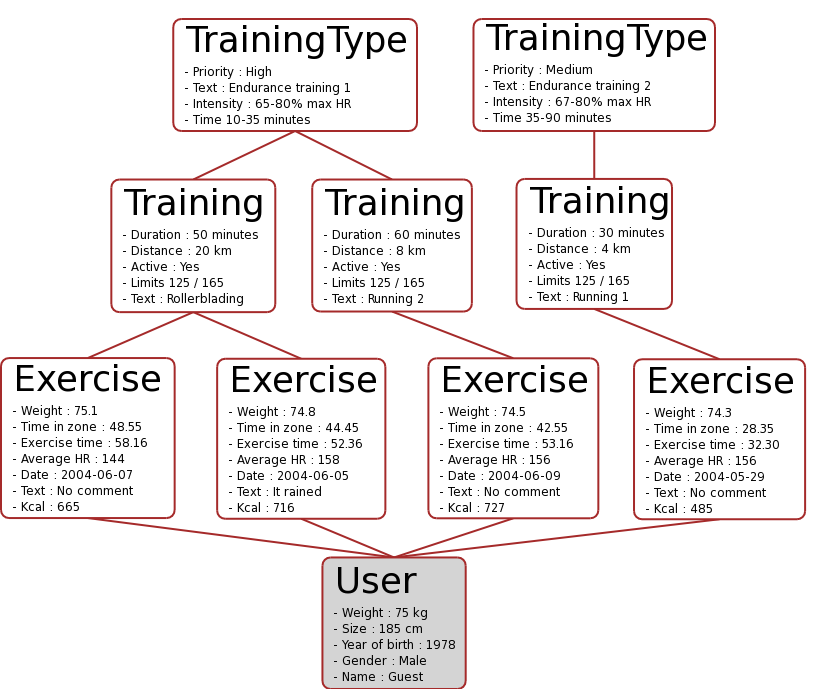 TrainingType
- Priority : High
- Text : Endurance training 1
- Intensity : 65-80% max HR
- Time 10-35 minutes
TrainingType
- Priority : Medium
- Text : Endurance training 2
- Intensity : 67-80% max HR
- Time 35-90 minutes
Training
- Duration : 50 minutes
- Distance : 20 km
- Active : Yes
- Limits 125 / 165
- Text : Rollerblading
Training
- Duration : 60 minutes
- Distance : 8 km
- Active : Yes
- Limits 125 / 165
- Text : Running 2
Training
- Duration : 30 minutes
- Distance : 4 km
- Active : Yes
- Limits 125 / 165
- Text : Running 1
Exercise
- Weight : 75.1
- Time in zone : 48.55
- Exercise time : 58.16
- Average HR : 144
- Date : 2004-06-07
- Text : No comment
- Kcal : 665
Exercise
- Weight : 74.8
- Time in zone : 44.45
- Exercise time : 52.36
- Average HR : 158
- Date : 2004-06-05
- Text : It rained
- Kcal : 716
Exercise
- Weight : 74.5
- Time in zone : 42.55
- Exercise time : 53.16
- Average HR : 156
- Date : 2004-06-09
- Text : No comment
- Kcal : 727
Exercise
- Weight : 74.3
- Time in zone : 28.35
- Exercise time : 32.30
- Average HR : 156
- Date : 2004-05-29
- Text : No comment
- Kcal : 485
User
- Weight : 75 kg
- Size : 185 cm
- Year of birth : 1978
- Gender : Male
- Name : Guest